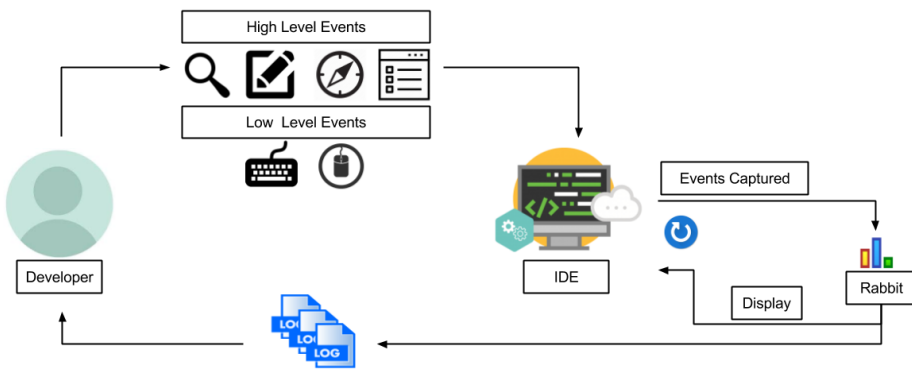 High Level Events
Low Level Events
Events Captured
Developer
IDE
Rabbit
Display
LOG
LOG
LOG